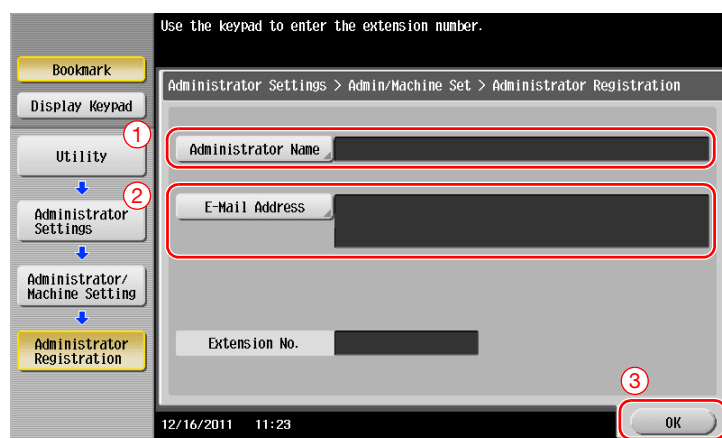 Use the keypad to enter the extension number.
Bookmark
Display Keypad
Administrator Settings > Admin/Machine Set > Administrator Registration
1
Utility
Administrator Name
2
Administrator
Settings
E-Mail Address
Administrator/
Machine Setting
Administrator
Registration
Extension No.
3
12/16/2011 11:23
OK